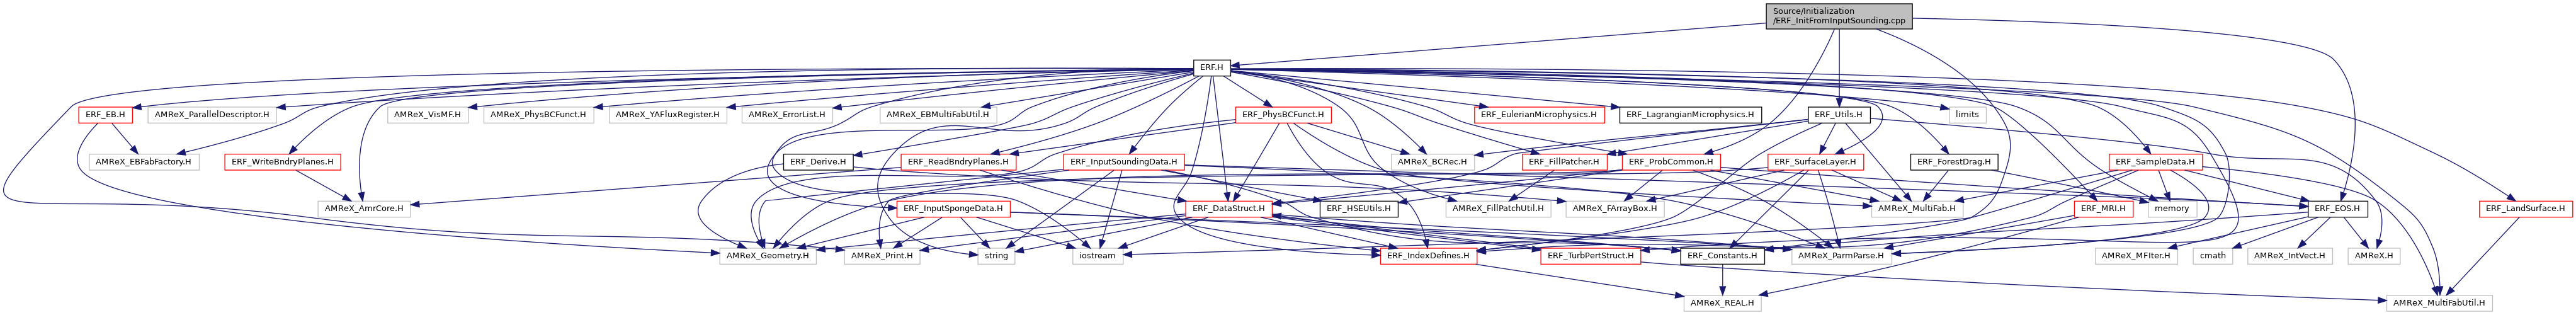 Source/Initialization
/ERF_InitFromInputSounding.cpp
ERF.H
ERF_EB.H
AMReX_ParallelDescriptor.H
AMReX_VisMF.H
AMReX_PhysBCFunct.H
AMReX_YAFluxRegister.H
AMReX_ErrorList.H
AMReX_EBMultiFabUtil.H
ERF_PhysBCFunct.H
ERF_EulerianMicrophysics.H
ERF_LagrangianMicrophysics.H
ERF_Utils.H
limits
AMReX_EBFabFactory.H
ERF_WriteBndryPlanes.H
ERF_Derive.H
ERF_ReadBndryPlanes.H
ERF_InputSoundingData.H
AMReX_BCRec.H
ERF_FillPatcher.H
ERF_ProbCommon.H
ERF_SurfaceLayer.H
ERF_ForestDrag.H
ERF_SampleData.H
AMReX_AmrCore.H
ERF_InputSpongeData.H
ERF_DataStruct.H
ERF_HSEUtils.H
AMReX_FillPatchUtil.H
AMReX_FArrayBox.H
AMReX_MultiFab.H
ERF_MRI.H
memory
ERF_EOS.H
ERF_LandSurface.H
AMReX_Geometry.H
AMReX_Print.H
string
iostream
ERF_IndexDefines.H
ERF_TurbPertStruct.H
ERF_Constants.H
AMReX_ParmParse.H
AMReX_MFIter.H
cmath
AMReX_IntVect.H
AMReX.H
AMReX_REAL.H
AMReX_MultiFabUtil.H